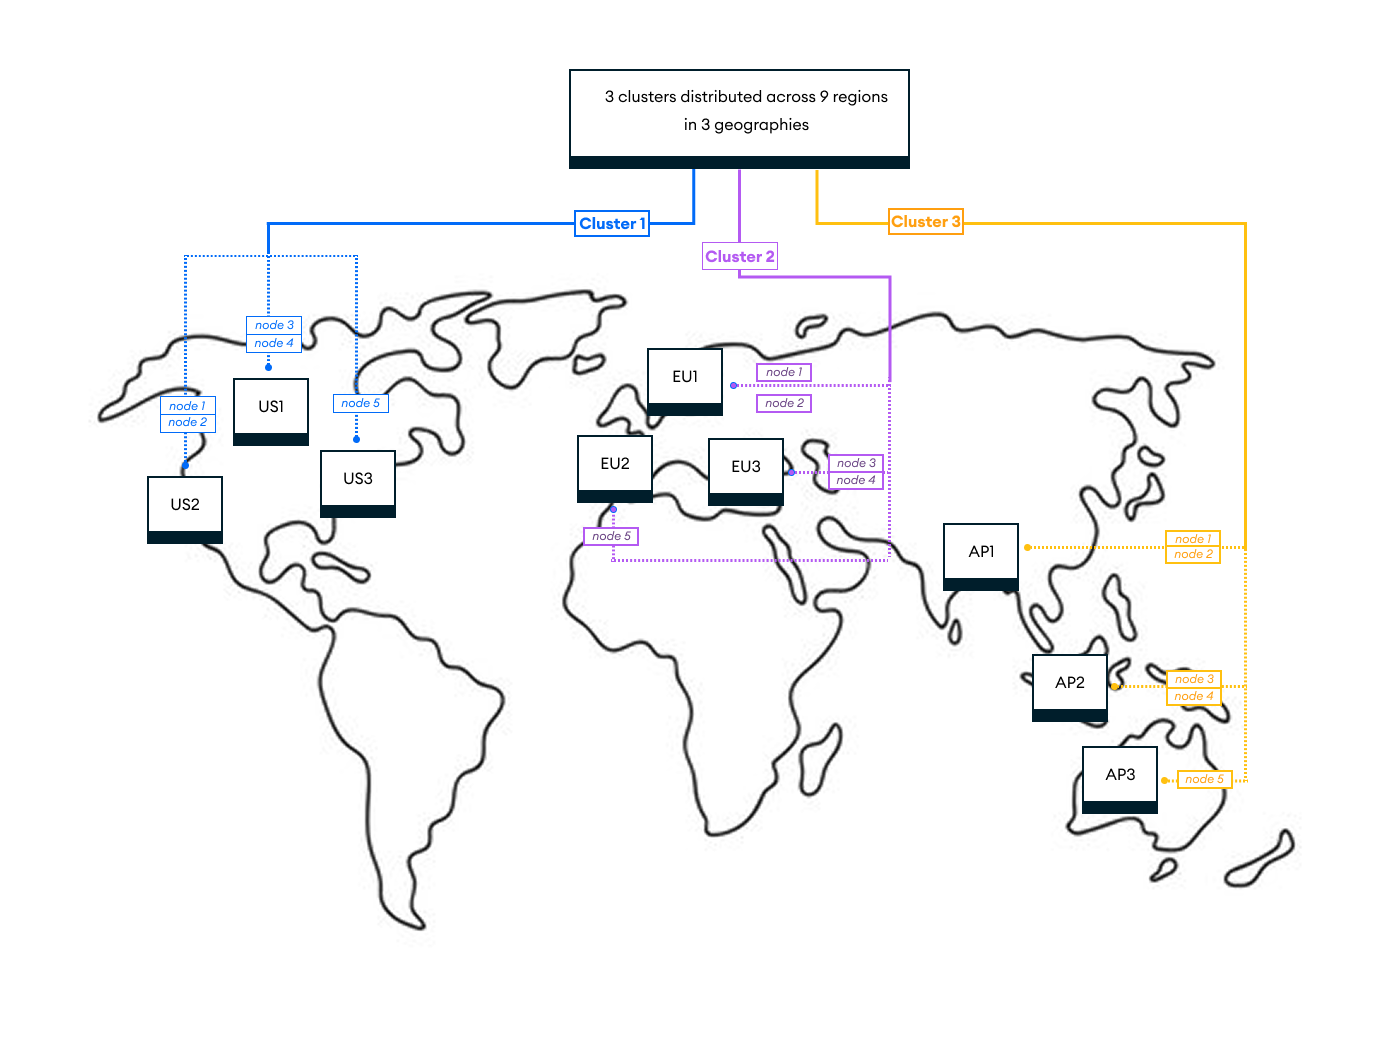 3 clusters distributed across 9 regions
in 3 geographies
Cluster 1
Cluster 2
Cluster 3
node 3
node 4
US1
node 1
node 2
US2
node 5
US3
EU1
node 1
node 2
EU2
node 5
EU3
node 3
node 4
AP1
node 1
node 2
AP2
node 3
node 4
AP3
node 5